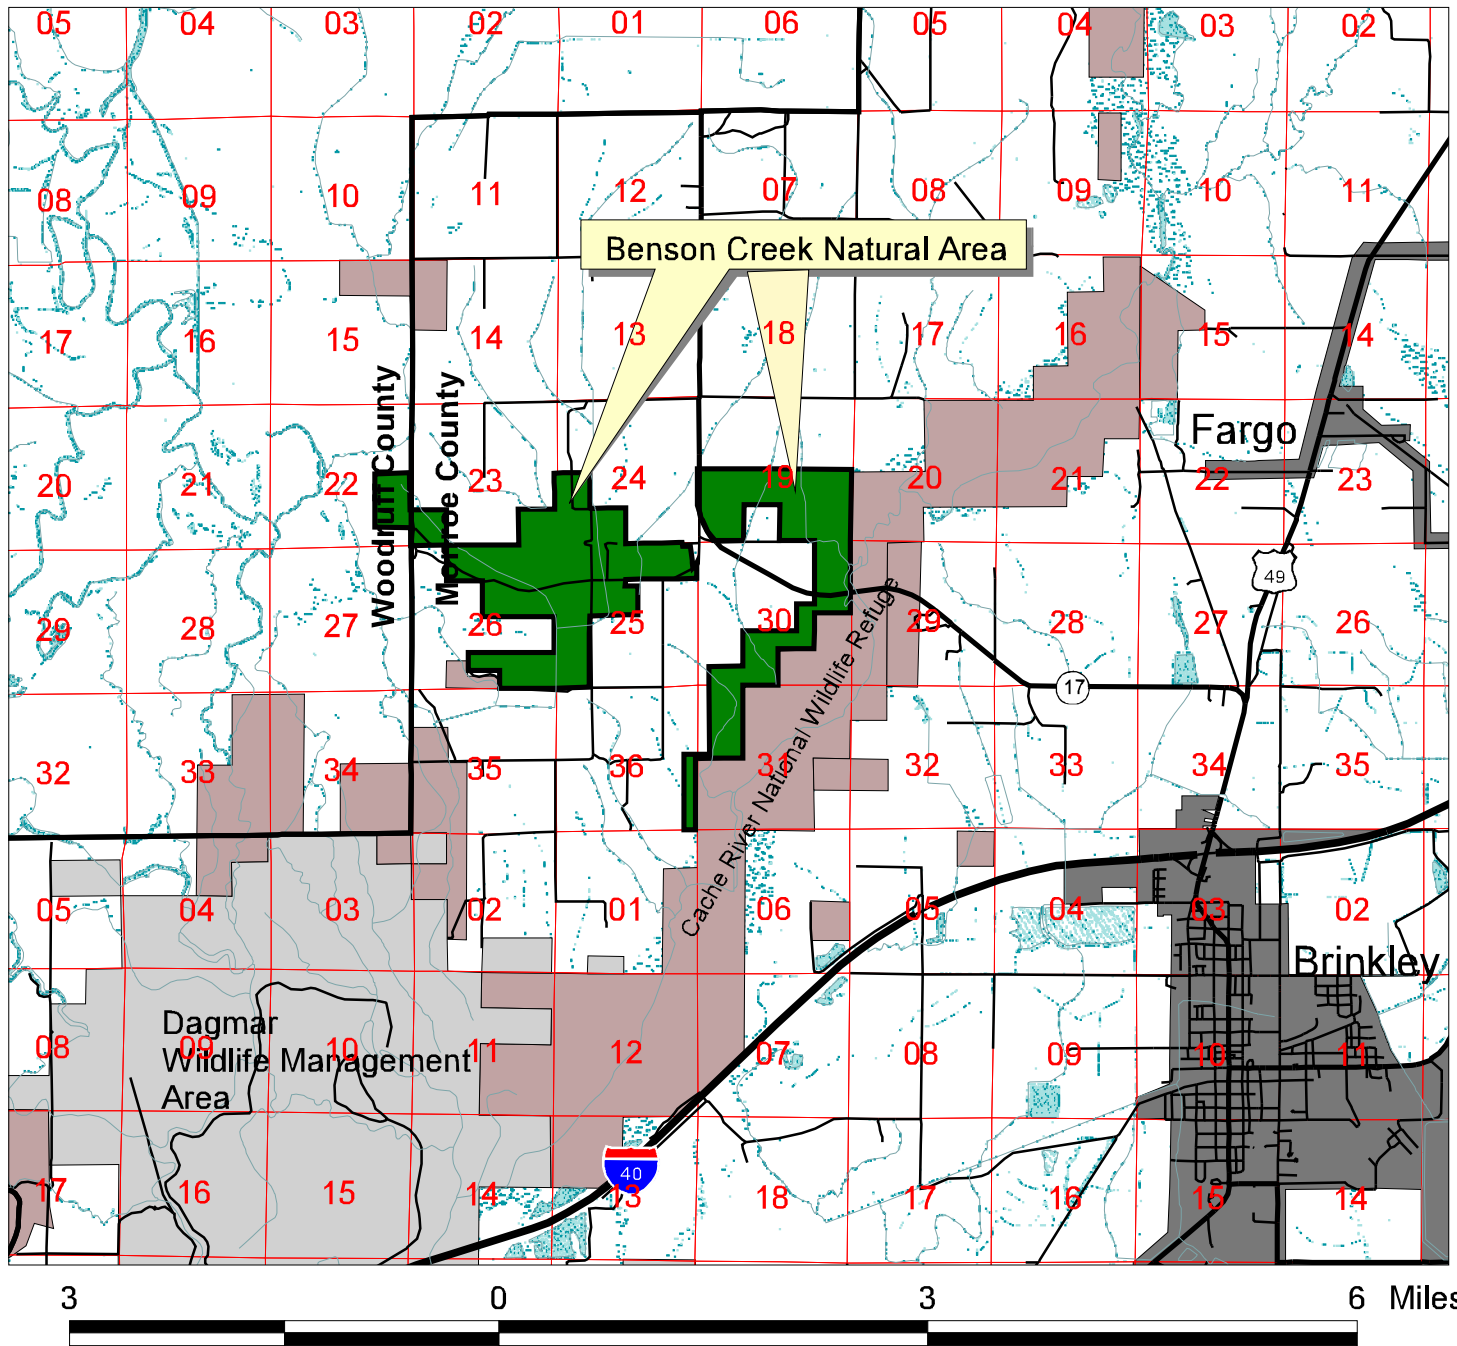 05 04 03 02 01 06 05 04 03 02
08 09 10 11 12 07 08 09 10 11
Benson Creek Natural Area
17 16 15 14 13 18 17 16 15 14
Woodruff County
Monroe County
Fargo
20 21 22 23 24 19 20 21 22 23
49
29 28 27 26 25 30 29 28 27 26
17
Cache River National Wildlife Refuge
32 33 34 35 36 31 32 33 34 35
05 04 03 02 01 06 05 04 03 02
Brinkley
Dagmar
Wildlife Management
Area
08 09 10 11 12 07 08 09 10 11
40
17 16 15 14 13 18 17 16 15 14
3 0 3 6 Miles